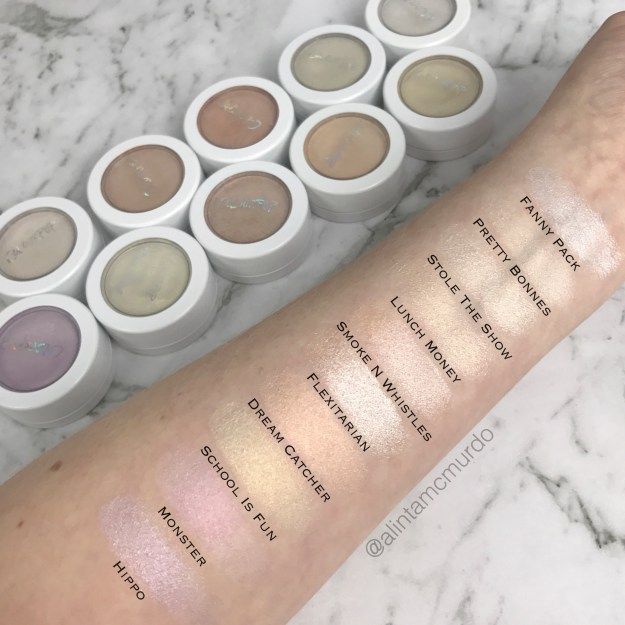 Fanny Pack
Pretty Bonnes
Stole The Show
Lunch Money
Smoke N Whistles
Flexitarian
Dream Catcher
School Is Fun
Monster
Hippo
@alintamcmurdo